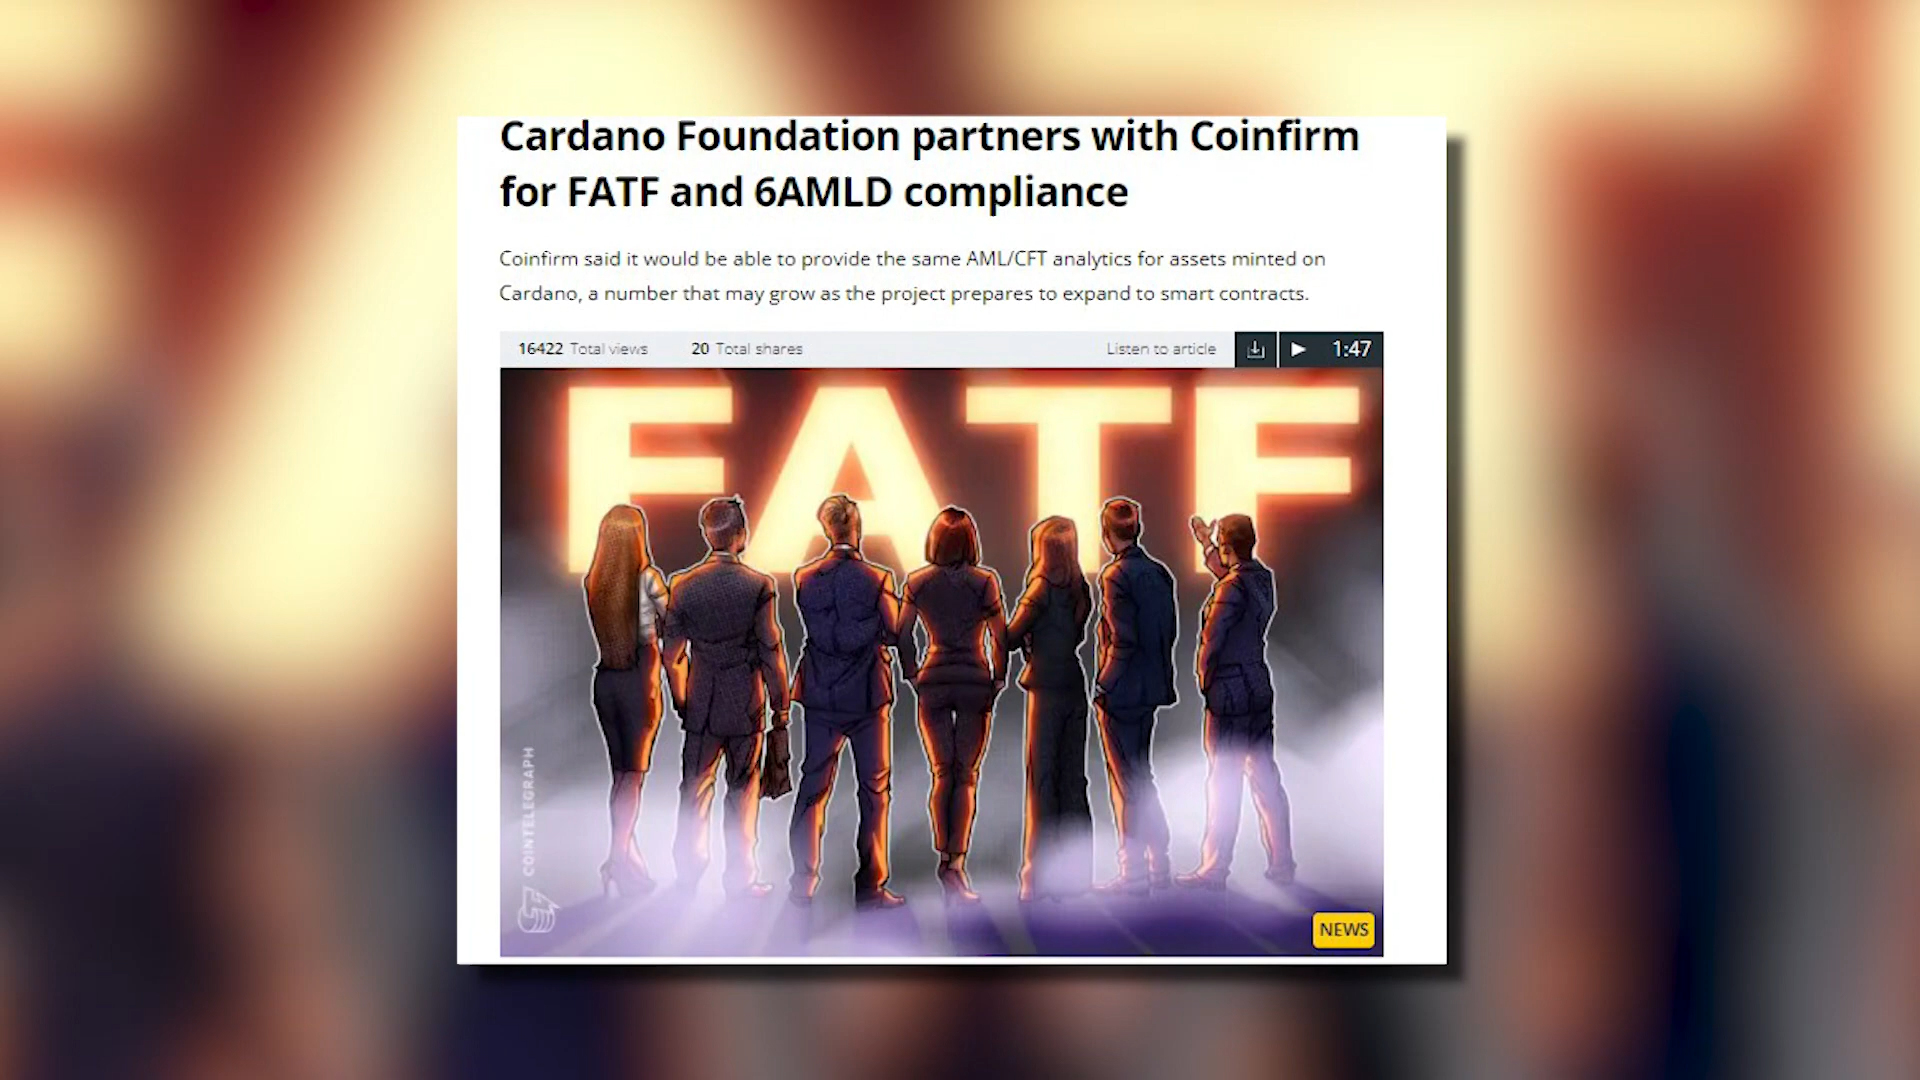 Cardano Foundation partners with Coinfirm
for FATF and 6AMLD compliance
Coinfirm said it would be able to provide the same AML/CFT analytics for assets minted on
Cardano, a number that may grow as the project prepares to expand to smart contracts.
16422 Total views 20 Total shares Listen to article 1:47
FATF
COINTELEGRAPH
NEWS